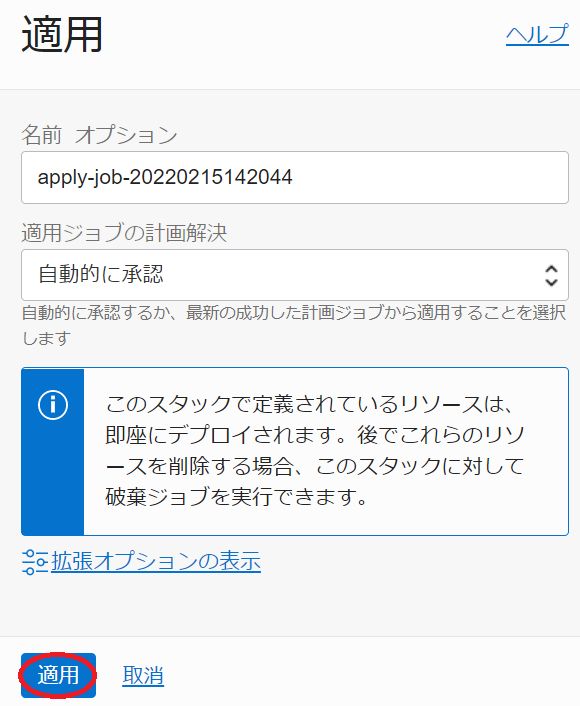 適用
ヘルプ
名前 オプション
apply-job-20220215142044
適用ジョブの計画解決
自動的に承認
自動的に承認するか、最新の成功した計画ジョブから適用することを選択
します
このスタックで定義されているリソースは、
即座にデプロイされます。後でこれらのリソ
ースを削除する場合、このスタックに対して
破棄ジョブを実行できます。
拡張オプションの表示
適用
取消